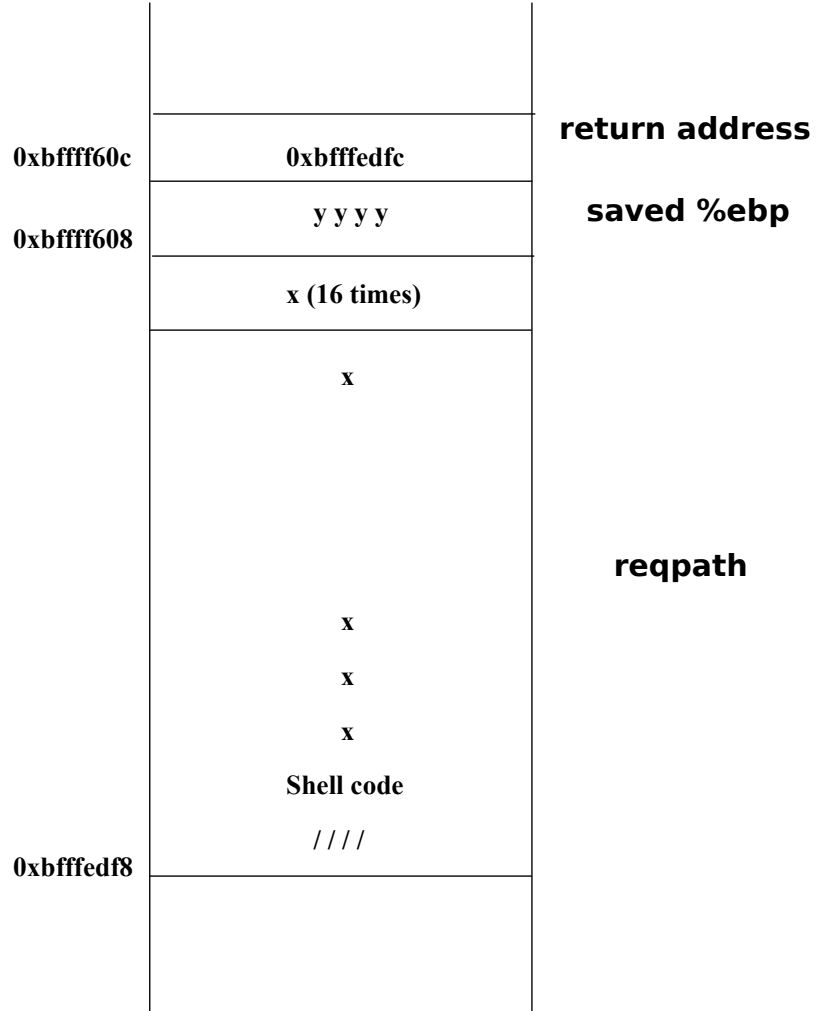 return address
0xbffff60c
0xbfffedfc
y y y y
saved %ebp
0xbffff608
x (16 times)
x
reqpath
x
x
x
Shell code
/ / / /
0xbfffedf8